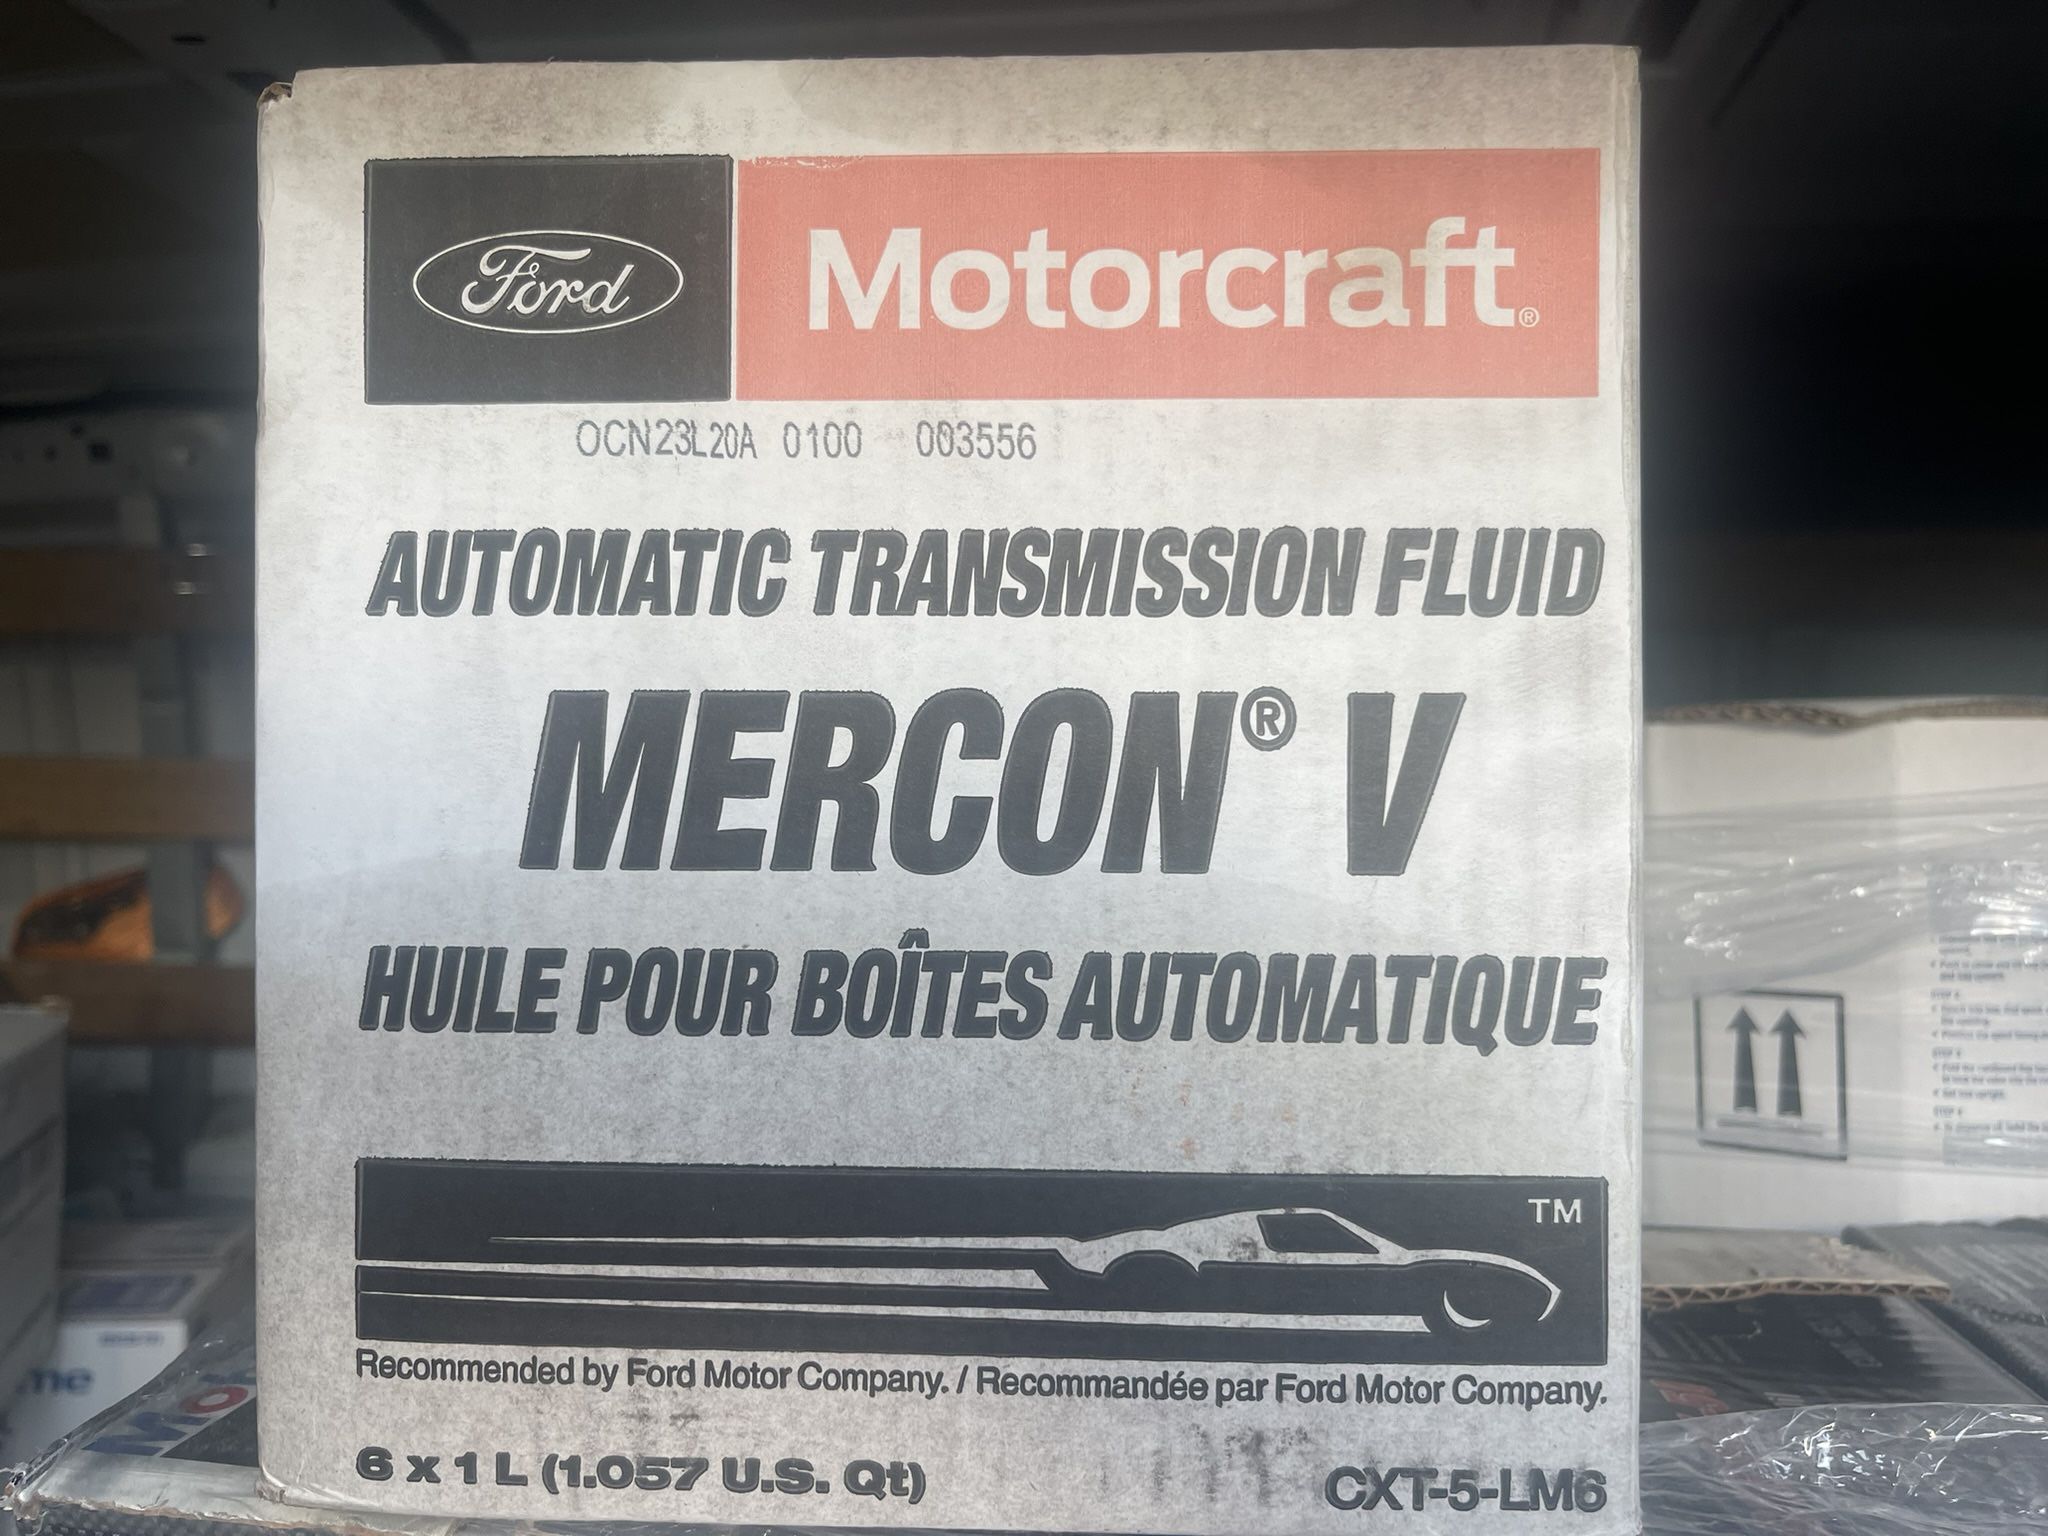 Ford Motorcraft®
OCN23L20A 0100 003556
AUTOMATIC TRANSMISSION FLUID
MERCON® V
HUILE POUR BOÎTES AUTOMATIQUE
TM
Recommended by Ford Motor Company. / Recommandée par Ford Motor Company.
6 x 1 L (1.057 U.S. Qt)
CXT-5-LM6